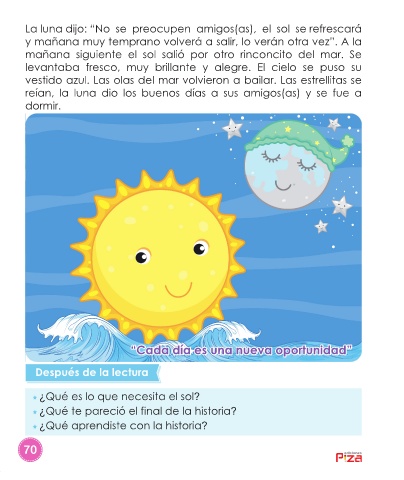 La luna dijo: “No se preocupen amigos(as), el sol se refrescará
y mañana muy temprano volverá a salir, lo verán otra vez”. A la
mañana siguiente el sol salió por otro rinconcito del mar. Se
levantaba fresco, muy brillante y alegre. El cielo se puso su
vestido azul. Las olas del mar volvieron a bailar. Las estrellitas se
reían, la luna dio los buenos días a sus amigos(as) y se fue a
dormir.
“Cada día es una nueva oportunidad”
Después de la lectura
• ¿Qué es lo que necesita el sol?
• ¿Qué te pareció el final de la historia?
• ¿Qué aprendiste con la historia?
70
Piza